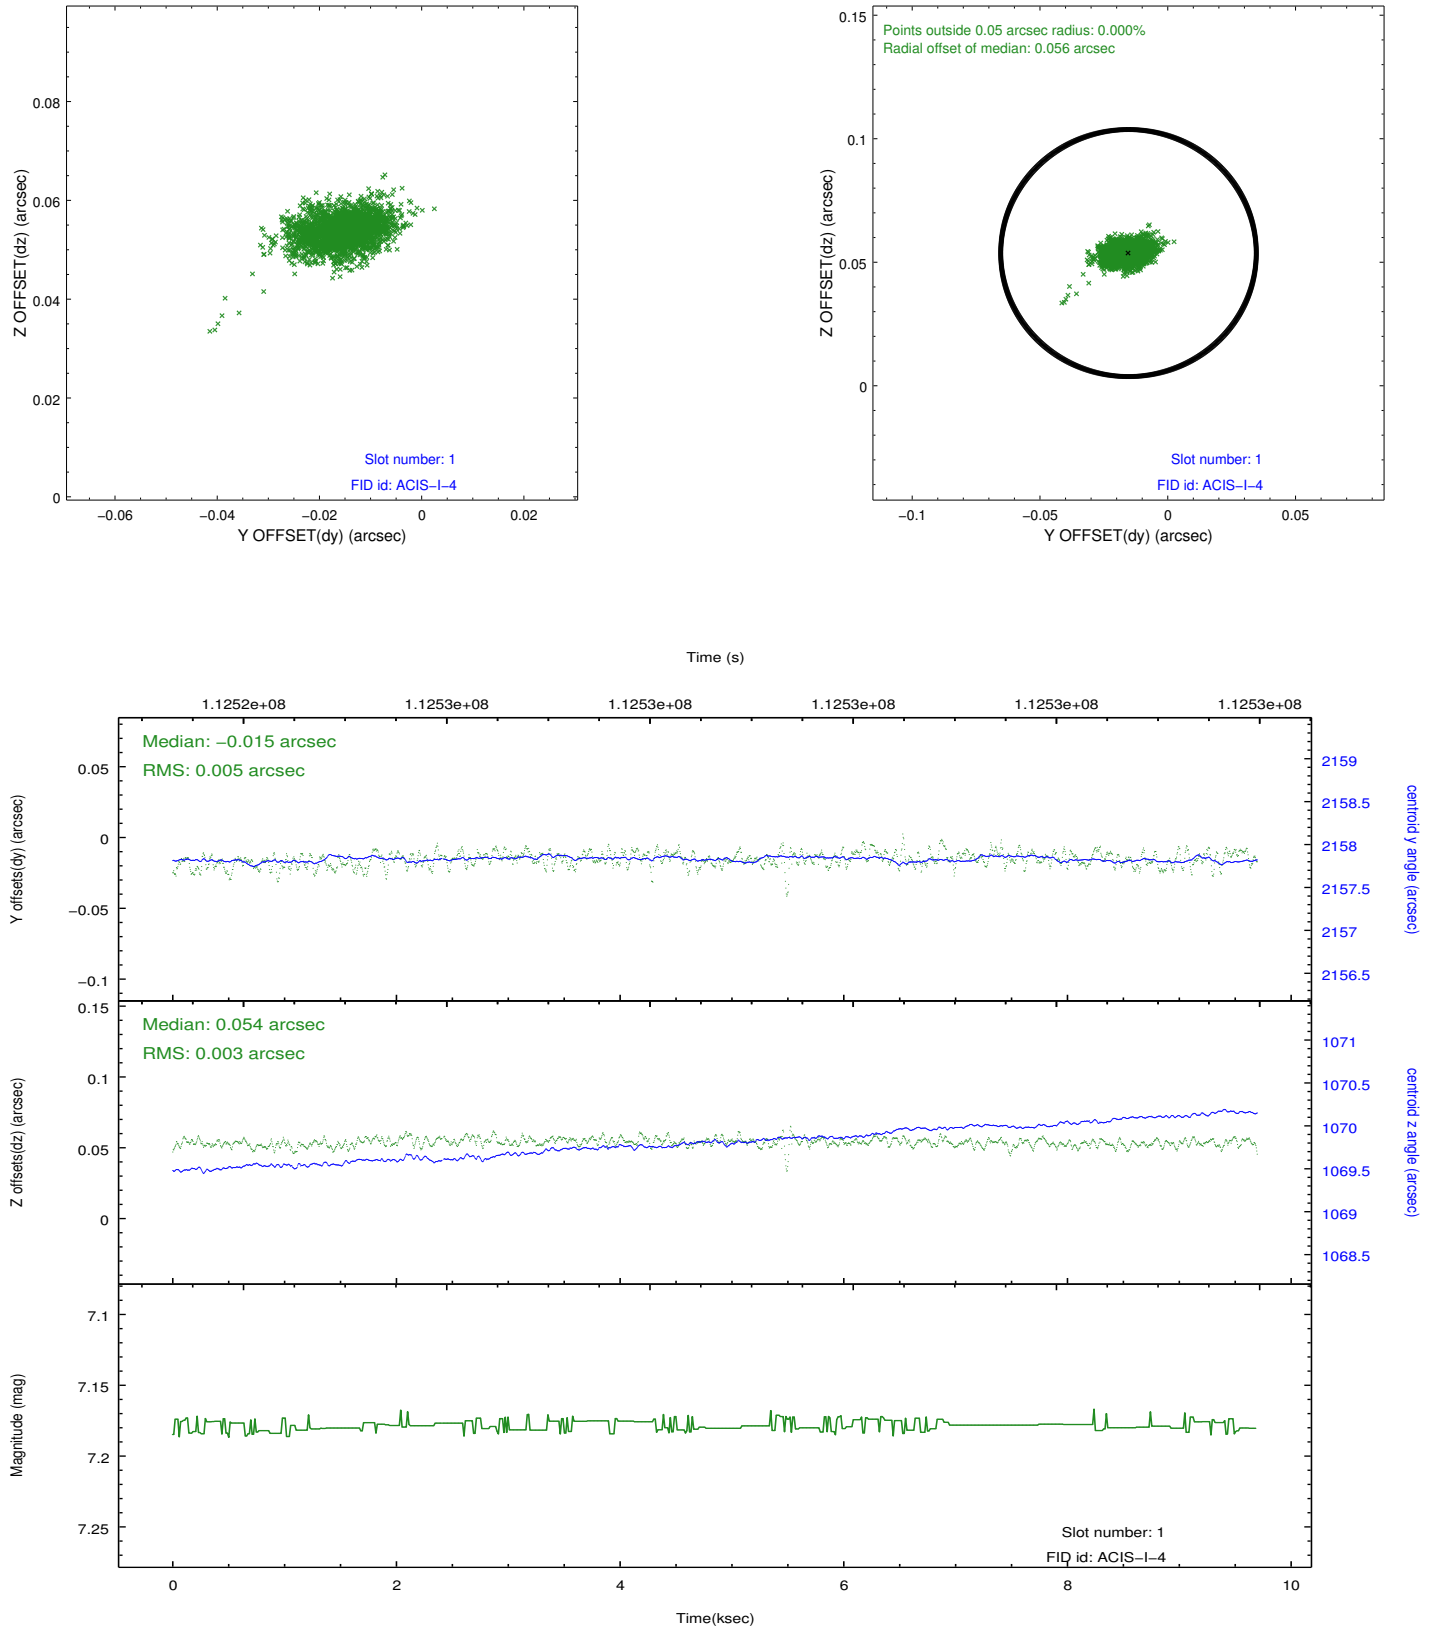 0.08
0.06
0.04
0.02
0
Z OFFSET(dz) (arcsec)
Slot number: 1
FID id: ACIS−I−4
−0.06
−0.04
−0.02
0
0.02
Y OFFSET(dy) (arcsec)
Points outside 0.05 arcsec radius: 0.000%
Radial offset of median: 0.056 arcsec
0.15
0.1
0.05
0
Z OFFSET(dz) (arcsec)
Slot number: 1
FID id: ACIS−I−4
−0.1
−0.05
0
0.05
Y OFFSET(dy) (arcsec)
Time (s)
1.1252e+08
1.1253e+08
1.1253e+08
1.1253e+08
1.1253e+08
1.1253e+08
Median: −0.015 arcsec
RMS: 0.005 arcsec
0.05
0
−0.05
−0.1
Y offsets(dy) (arcsec)
2159
2158.5
2158
2157.5
2157
2156.5
centroid y angle (arcsec)
Median: 0.054 arcsec
RMS: 0.003 arcsec
0.15
0.1
0.05
0
Z offsets(dz) (arcsec)
1071
1070.5
1070
1069.5
1069
1068.5
centroid z angle (arcsec)
7.1
7.15
7.2
7.25
Magnitude (mag)
Slot number: 1
FID id: ACIS−I−4
0
2
4
6
8
10
Time(ksec)